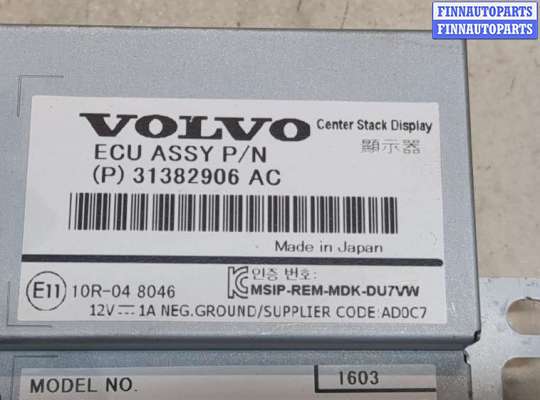 FINNAUTOPARTS
FINNAUTOPARTS
VOLVO Center Stack Display
ECU ASSY P/N 顯示器
(P) 31382906 AC
Made in Japan
E11 10R-04 8046 인증 번호:
MSIP-REM-MDK-DU7VW
12V⎓1A NEG.GROUND/SUPPLIER CODE:AD0C7
MODEL NO. 1603